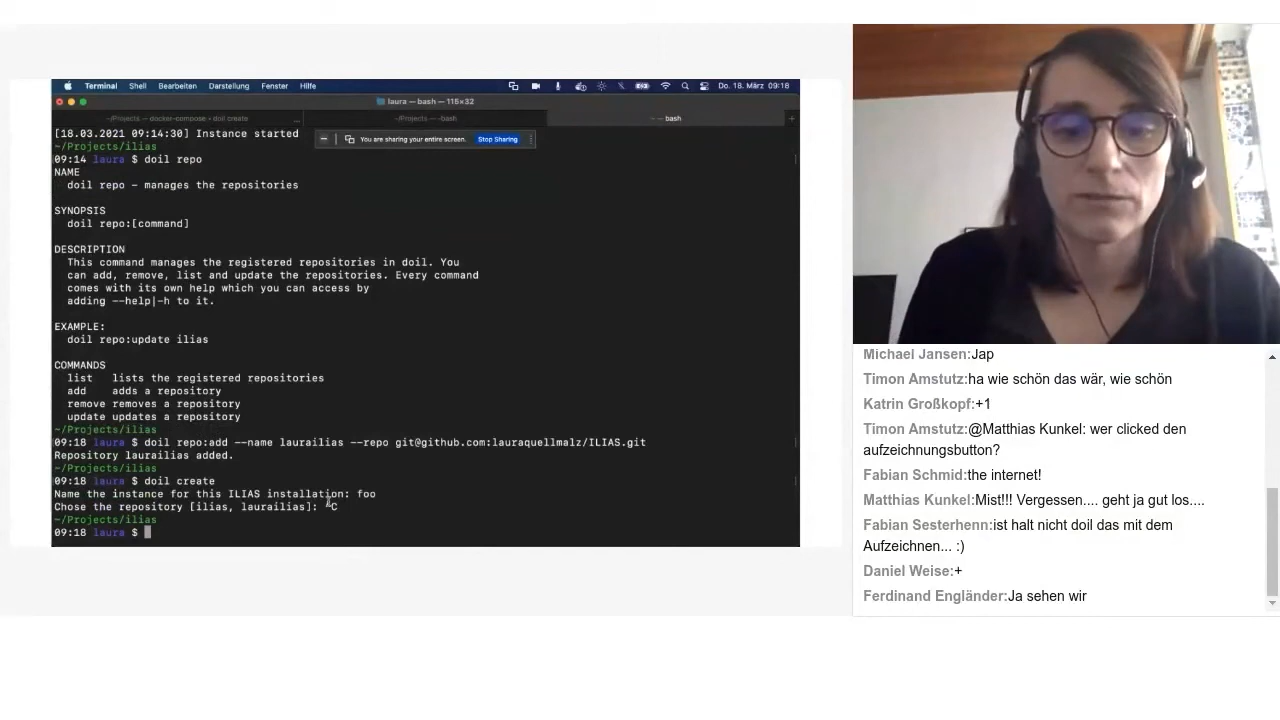 Terminal Shell Bearbeiten Darstellung Fenster Hilfe Do. 18. März 09:18
laura — bash — 115×32
~/Projects — docker-compose • doil create ... ~/Projects — -bash ~ — bash +
[18.03.2021 09:14:30] Instance started
You are sharing your entire screen. Stop Sharing
~/Projects/ilias
09:14 laura $ doil repo
NAME
doil repo – manages the repositories
SYNOPSIS
doil repo:[command]
DESCRIPTION
This command manages the registered repositories in doil. You
can add, remove, list and update the repositories. Every command
comes with its own help which you can access by
adding --help|-h to it.
EXAMPLE:
doil repo:update ilias
COMMANDS
list lists the registered repositories
add adds a repository
remove removes a repository
update updates a repository
~/Projects/ilias
09:18 laura $ doil repo:add --name laurailias --repo git@github.com:lauraquellmalz/ILIAS.git
Repository laurailias added.
~/Projects/ilias
09:18 laura $ doil create
Name the instance for this ILIAS installation: foo
Chose the repository [ilias, laurailias]: ^C
~/Projects/ilias
09:18 laura $
Michael Jansen:Jap
Timon Amstutz:ha wie schön das wär, wie schön
Katrin Großkopf:+1
Timon Amstutz:@Matthias Kunkel: wer clicked den
aufzeichnungsbutton?
Fabian Schmid:the internet!
Matthias Kunkel:Mist!!! Vergessen.... geht ja gut los....
Fabian Sesterhenn:ist halt nicht doil das mit dem
Aufzeichnen... :)
Daniel Weise:+
Ferdinand Engländer:Ja sehen wir